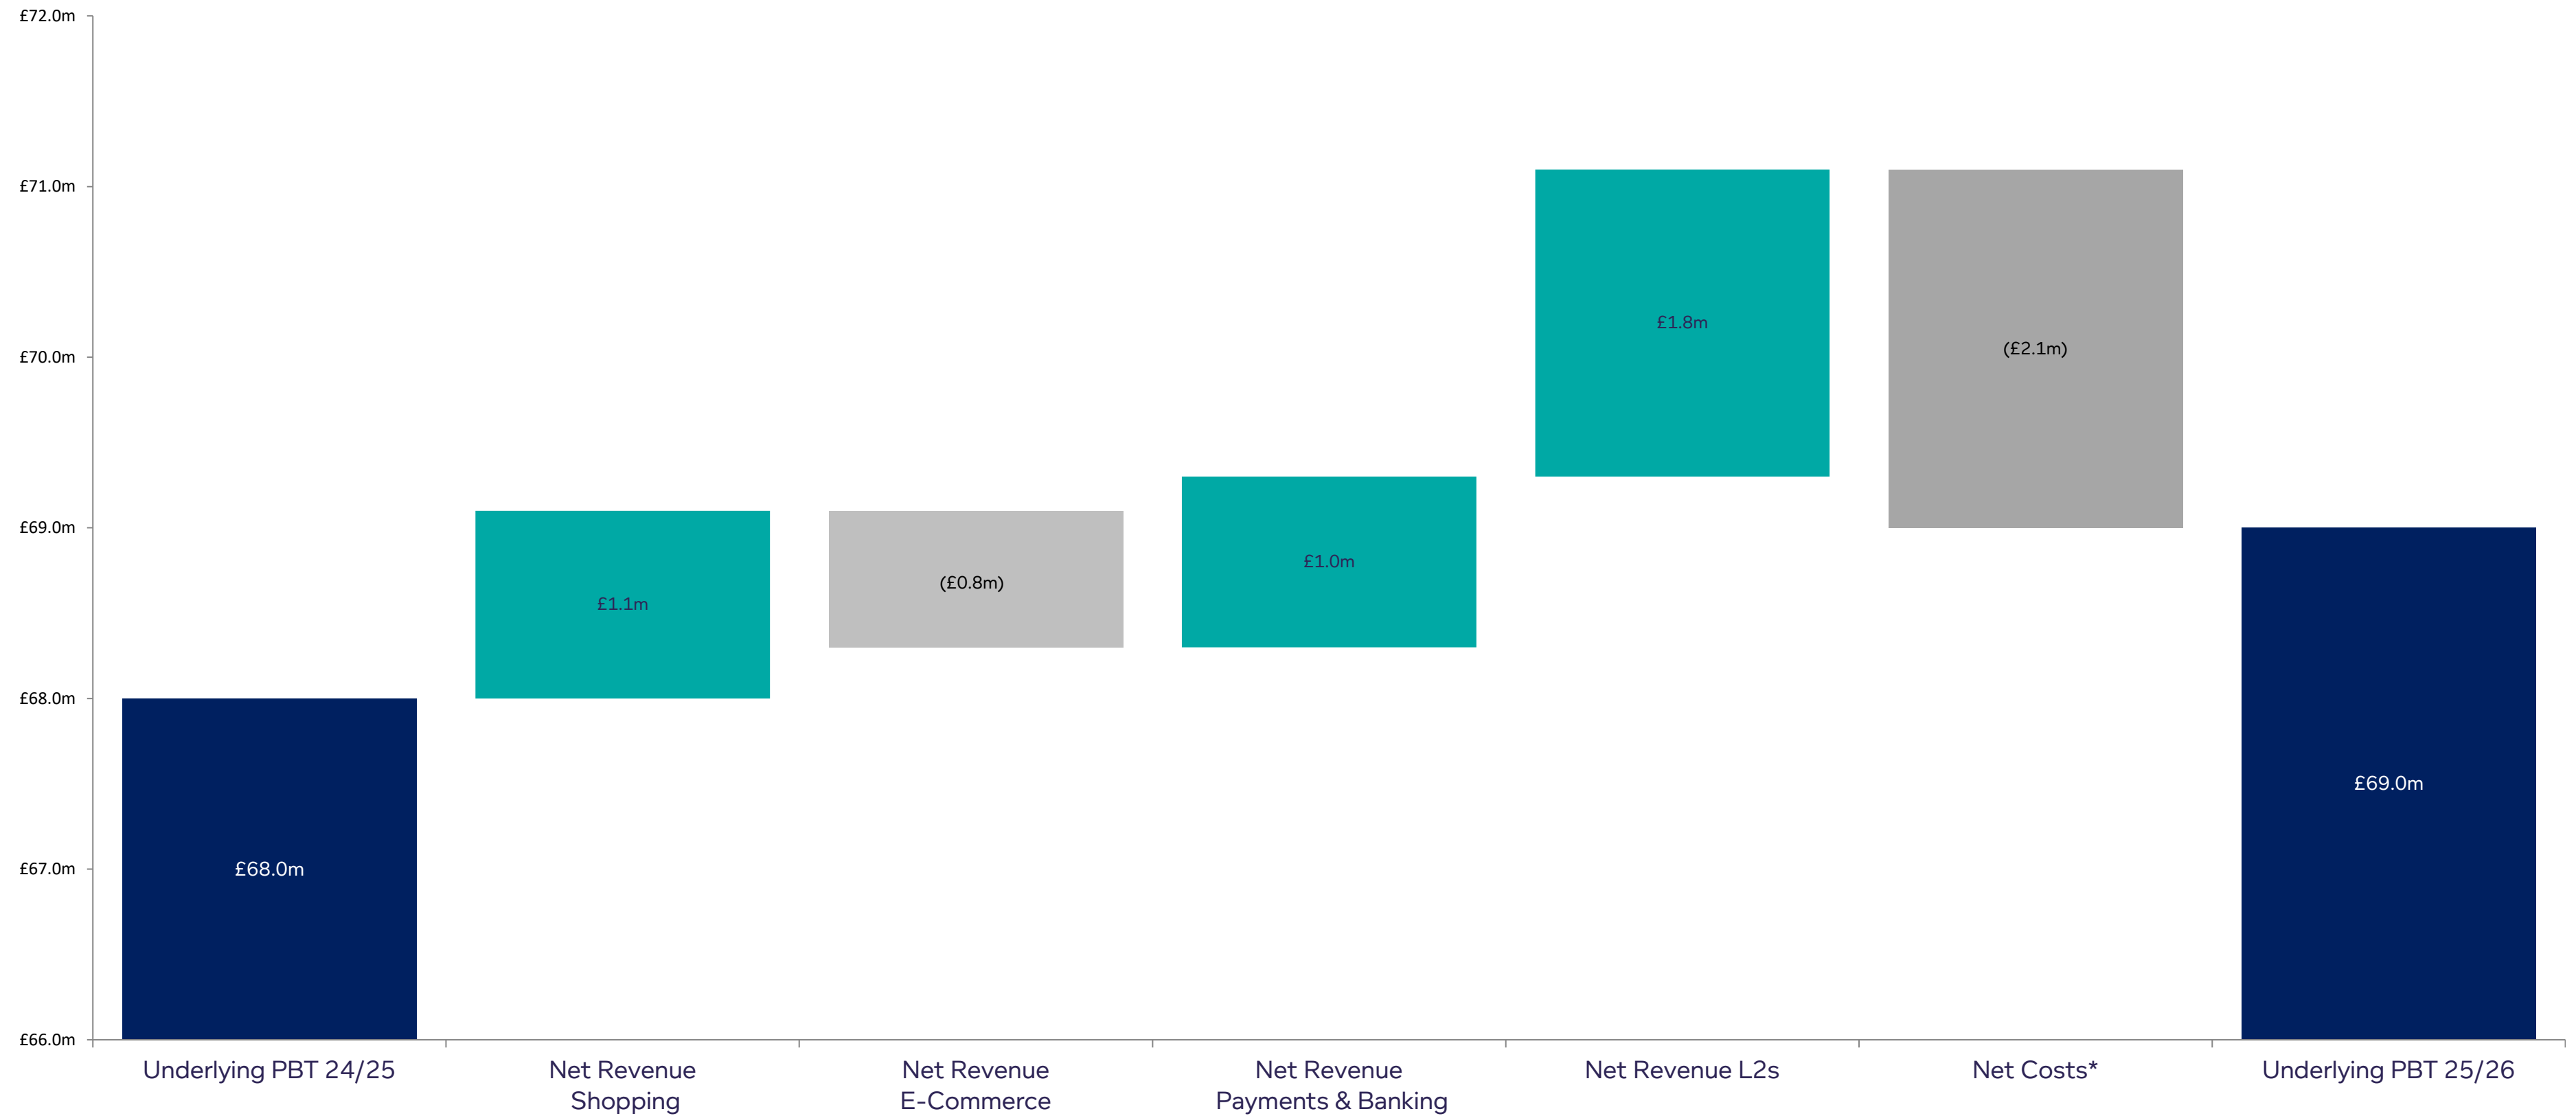 £72.0m
£71.0m
£70.0m
£69.0m
£68.0m
£67.0m
£66.0m
£68.0m
£1.1m
(£0.8m)
£1.0m
£1.8m
(£2.1m)
£69.0m
Underlying PBT 24/25
Net Revenue
Shopping
Net Revenue
E-Commerce
Net Revenue
Payments & Banking
Net Revenue L2s
Net Costs*
Underlying PBT 25/26